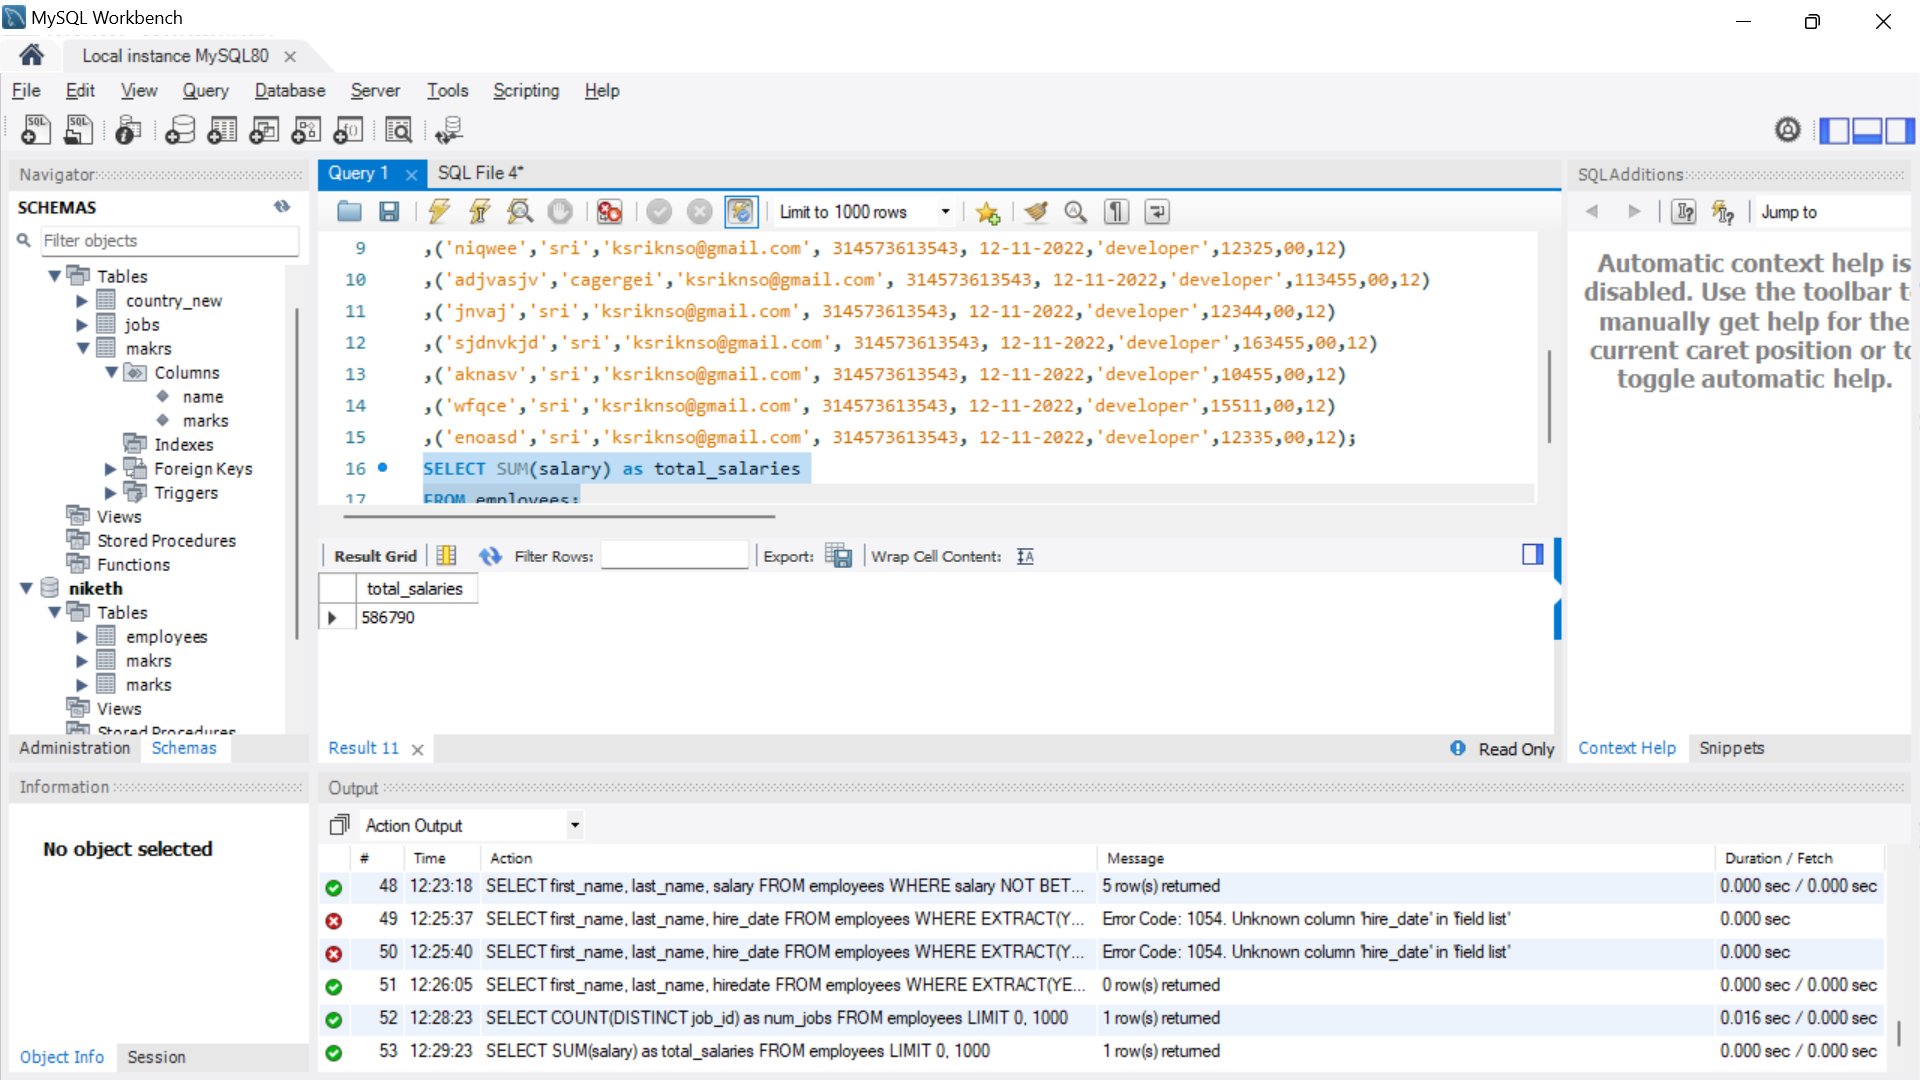 MySQL Workbench
Local instance MySQL80
File Edit View Query Database Server Tools Scripting Help
Navigator
SCHEMAS
Filter objects
Tables
country_new
jobs
makrs
Columns
name
marks
Indexes
Foreign Keys
Triggers
Views
Stored Procedures
Functions
niketh
Tables
employees
makrs
marks
Views
Stored Procedures
Administration Schemas
Information
No object selected
Object Info Session
Query 1 SQL File 4*
Limit to 1000 rows
9 ,('niqwee','sri','ksriknso@gmail.com', 314573613543, 12-11-2022,'developer',12325,00,12)
10 ,('adjvasjv','cagergei','ksriknso@gmail.com', 314573613543, 12-11-2022,'developer',113455,00,12)
11 ,('jnvaj','sri','ksriknso@gmail.com', 314573613543, 12-11-2022,'developer',12344,00,12)
12 ,('sjdnvkjd','sri','ksriknso@gmail.com', 314573613543, 12-11-2022,'developer',163455,00,12)
13 ,('aknasv','sri','ksriknso@gmail.com', 314573613543, 12-11-2022,'developer',10455,00,12)
14 ,('wfqce','sri','ksriknso@gmail.com', 314573613543, 12-11-2022,'developer',15511,00,12)
15 ,('enoasd','sri','ksriknso@gmail.com', 314573613543, 12-11-2022,'developer',12335,00,12);
16 SELECT SUM(salary) as total_salaries
17 FROM employees;
Result Grid Filter Rows: Export: Wrap Cell Content:
total_salaries
586790
Result 11 Read Only
SQLAdditions
Jump to
Automatic context help is
disabled. Use the toolbar t
manually get help for the
current caret position or to
toggle automatic help.
Context Help Snippets
Output
Action Output
# Time Action Message Duration / Fetch
48 12:23:18 SELECT first_name, last_name, salary FROM employees WHERE salary NOT BET... 5 row(s) returned 0.000 sec / 0.000 sec
49 12:25:37 SELECT first_name, last_name, hire_date FROM employees WHERE EXTRACT(Y... Error Code: 1054. Unknown column 'hire_date' in 'field list' 0.000 sec
50 12:25:40 SELECT first_name, last_name, hire_date FROM employees WHERE EXTRACT(Y... Error Code: 1054. Unknown column 'hire_date' in 'field list' 0.000 sec
51 12:26:05 SELECT first_name, last_name, hiredate FROM employees WHERE EXTRACT(YE... 0 row(s) returned 0.000 sec / 0.000 sec
52 12:28:23 SELECT COUNT(DISTINCT job_id) as num_jobs FROM employees LIMIT 0, 1000 1 row(s) returned 0.016 sec / 0.000 sec
53 12:29:23 SELECT SUM(salary) as total_salaries FROM employees LIMIT 0, 1000 1 row(s) returned 0.000 sec / 0.000 sec